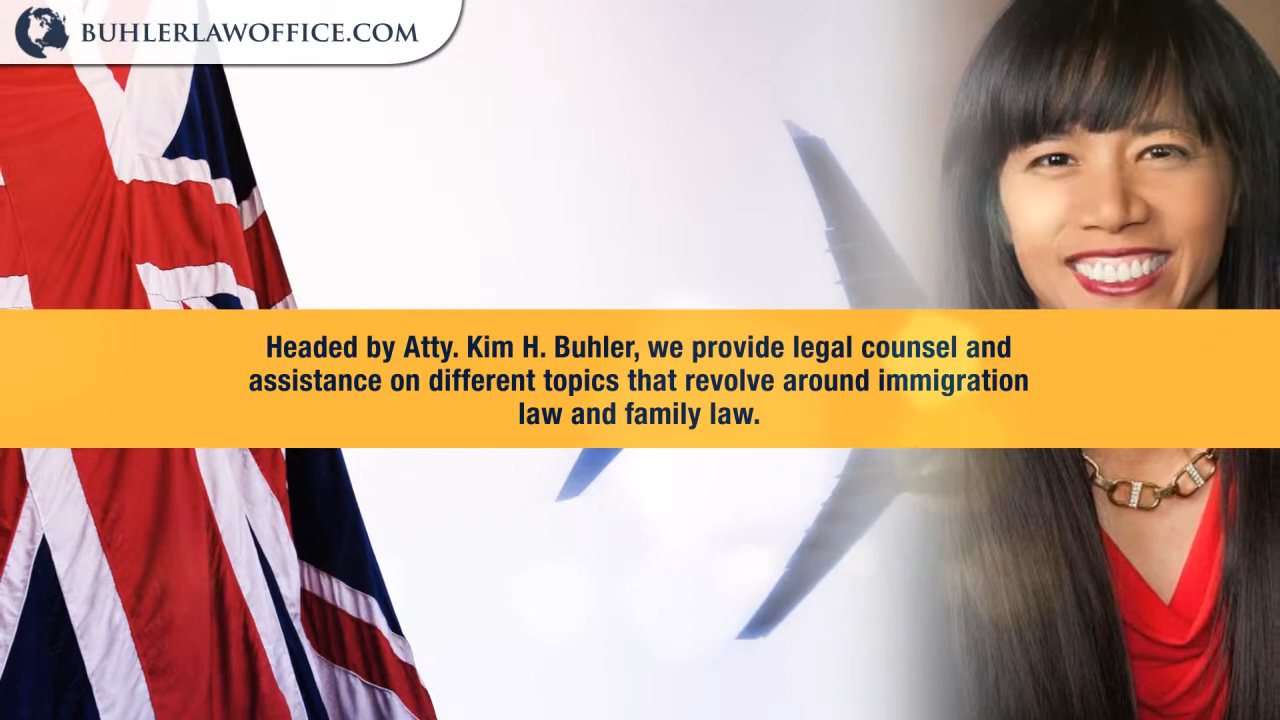 BUHLERLAWOFFICE.COM
Headed by Atty. Kim H. Buhler, we provide legal counsel and
assistance on different topics that revolve around immigration
law and family law.